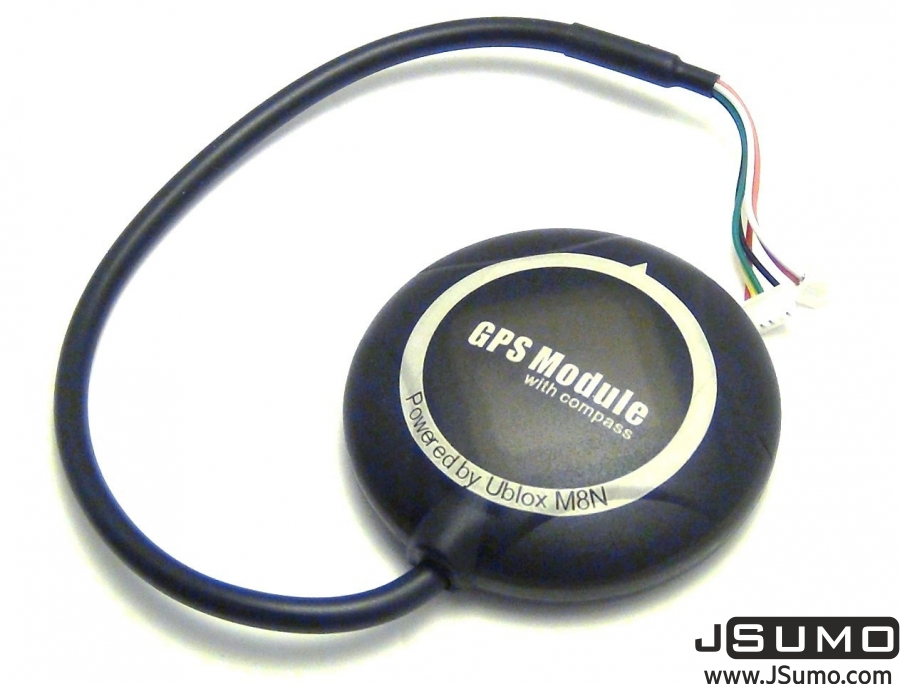 GPS Module
with compass
Powered by Ublox M8N
JSUMO
www.JSumo.com